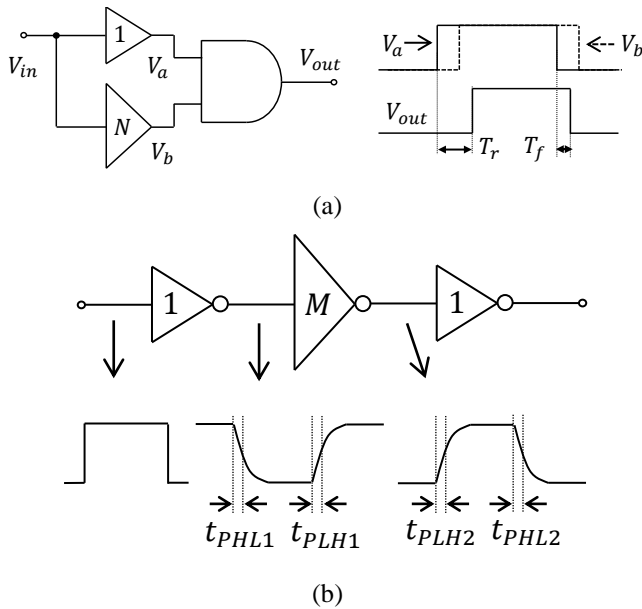 1
V_in
V_a
N
V_b
V_out
V_a
V_b
V_out
T_r
T_f
(a)
1
M
1
t_PHL1
t_PLH1
t_PLH2
t_PHL2
(b)